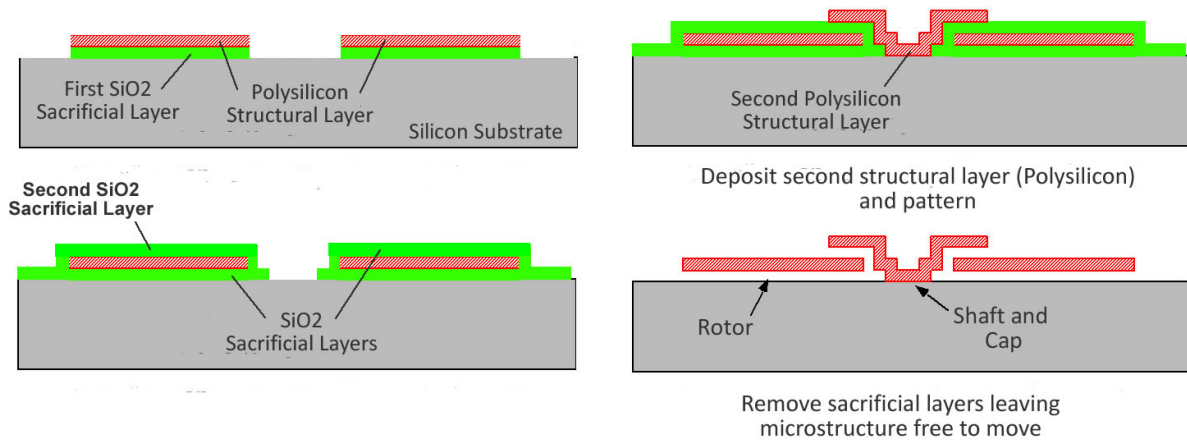 First SiO2
Sacrificial Layer
Polysilicon
Structural Layer
Silicon Substrate
Second SiO2
Sacrificial Layer
SiO2
Sacrificial Layers
Second Polysilicon
Structural Layer
Deposit second structural layer (Polysilicon)
and pattern
Rotor
Shaft and
Cap
Remove sacrificial layers leaving
microstructure free to move